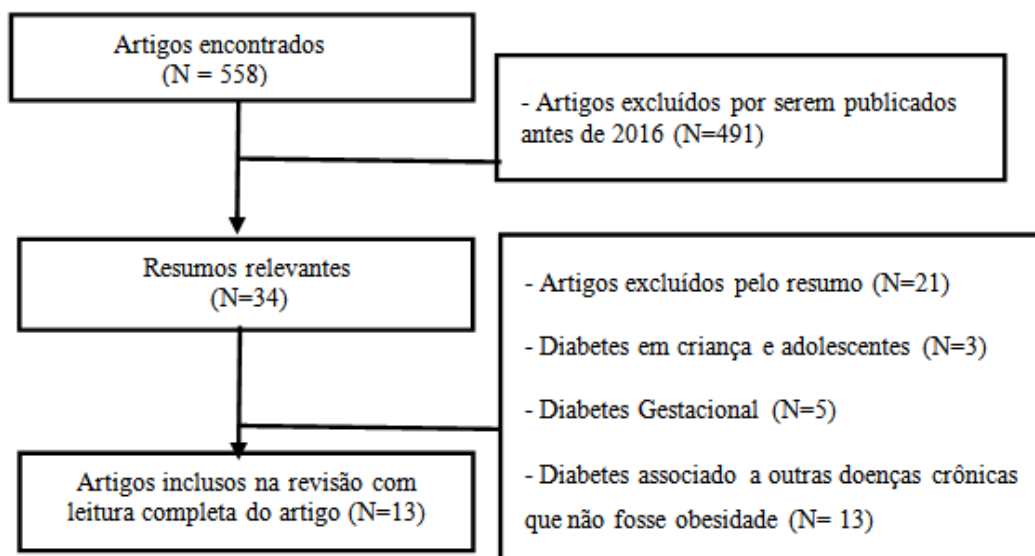 Artigos encontrados
(N = 558)
- Artigos excluídos por serem publicados
antes de 2016 (N=491)
Resumos relevantes
(N=34)
- Artigos excluídos pelo resumo (N=21)
- Diabetes em criança e adolescentes (N=3)
- Diabetes Gestacional (N=5)
- Diabetes associado a outras doenças crônicas
que não fosse obesidade (N= 13)
Artigos inclusos na revisão com
leitura completa do artigo (N=13)